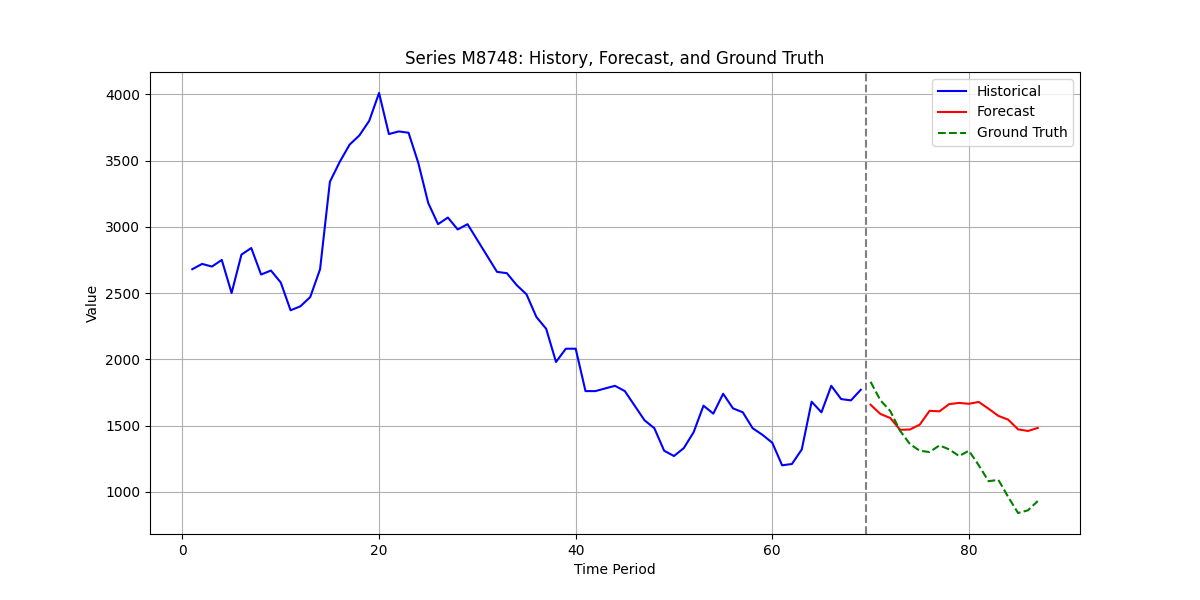 Series M8748: History, Forecast, and Ground Truth
Historical
Forecast
Ground Truth
Value
4000
3500
3000
2500
2000
1500
1000
0 20 40 60 80
Time Period